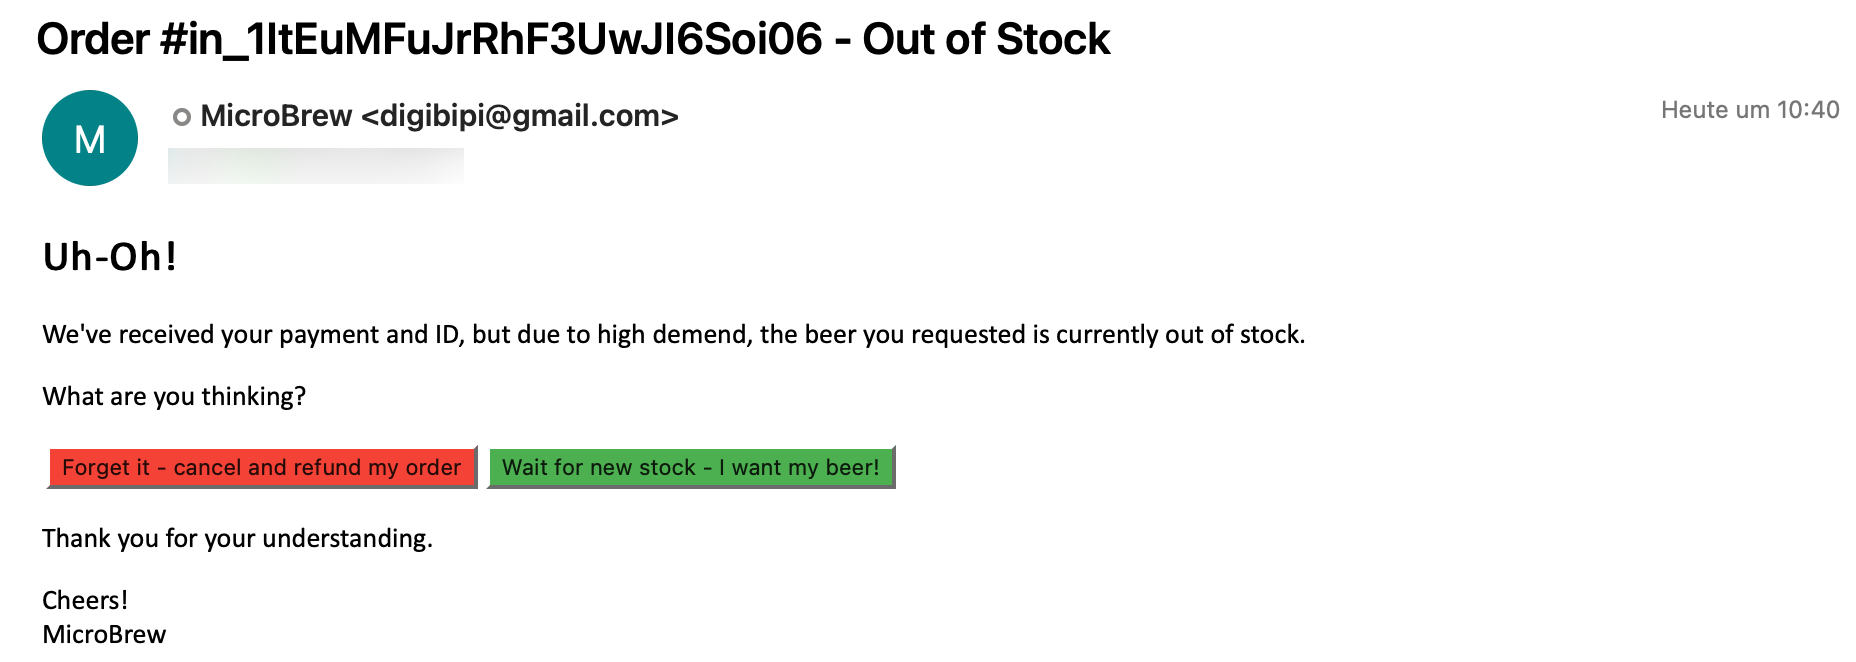 Order #in_1ItEuMFuJrRhF3UwJI6Soi06 - Out of Stock
M
MicroBrew <digibipi@gmail.com>
Heute um 10:40
Uh-Oh!
We've received your payment and ID, but due to high demend, the beer you requested is currently out of stock.
What are you thinking?
Forget it - cancel and refund my order
Wait for new stock - I want my beer!
Thank you for your understanding.
Cheers!
MicroBrew